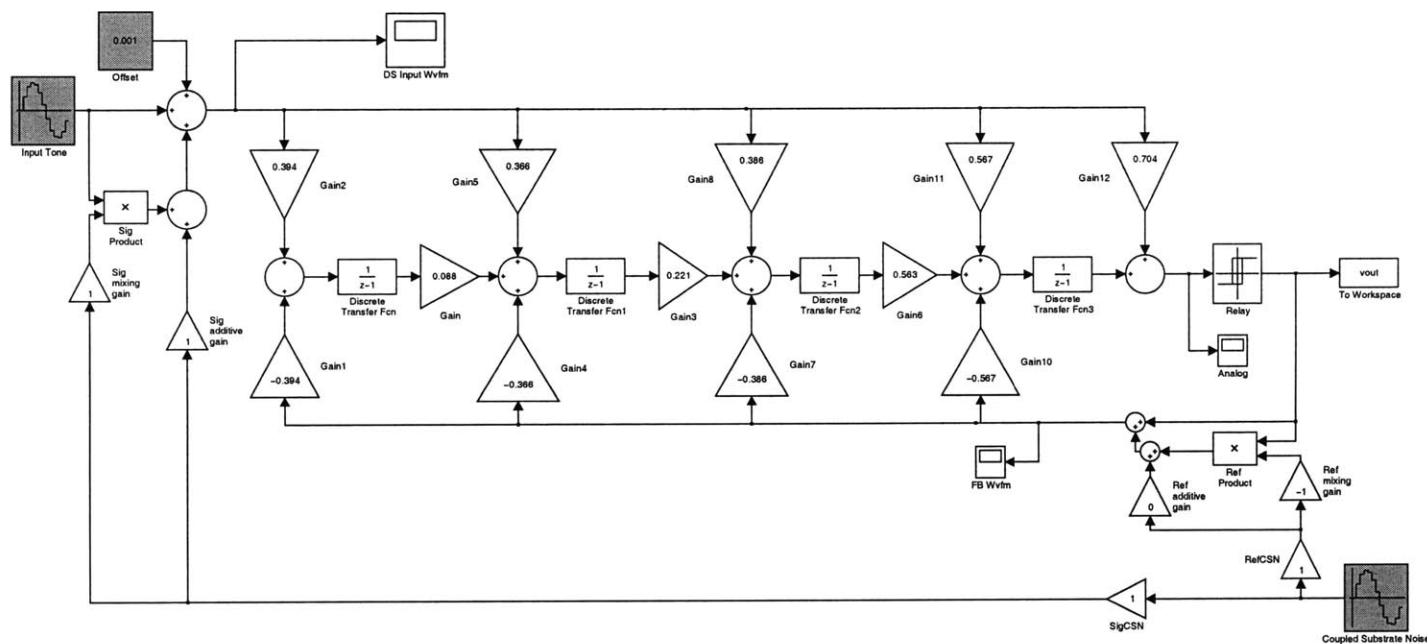 0.001
Offset
DS Input Wvfm
Input Tone
0.394
Gain2
0.366
Gain5
0.386
Gain8
0.567
Gain11
0.704
Gain12
×
Sig
Product
1
Sig
mixing
gain
1
Sig
additive
gain
1
z-1
Discrete
Transfer Fcn
0.088
Gain
1
z-1
Discrete
Transfer Fcn1
0.221
Gain3
1
z-1
Discrete
Transfer Fcn2
0.563
Gain6
1
z-1
Discrete
Transfer Fcn3
Relay
vout
To Workspace
Analog
-0.394
Gain1
-0.366
Gain4
-0.386
Gain7
-0.567
Gain10
FB Wvfm
×
Ref
Product
-1
Ref
mixing
gain
0
Ref
additive
gain
RefCSN
1
1
SigCSN
Coupled Substrate Noise